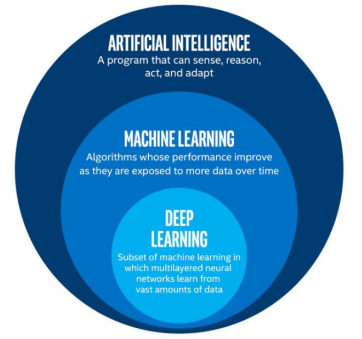 ARTIFICIAL INTELLIGENCE
A program that can sense, reason,
act, and adapt
MACHINE LEARNING
Algorithms whose performance improve
as they are exposed to more data over time
DEEP
LEARNING
Subset of machine learning in
which multilayered neural
networks learn from
vast amounts of data